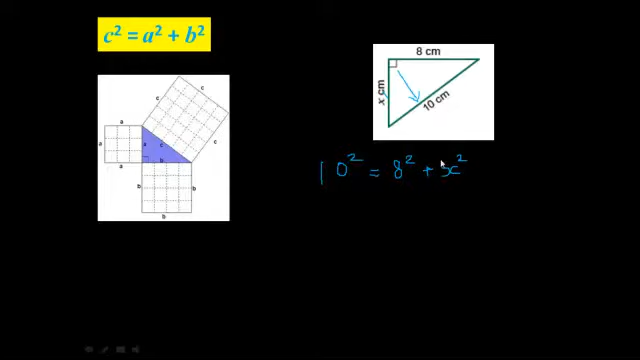 c² = a² + b²
8 cm
x cm
10 cm
c
c
c
c
a
a
a
a
c
b
b
b
b
10² = 8² + x²